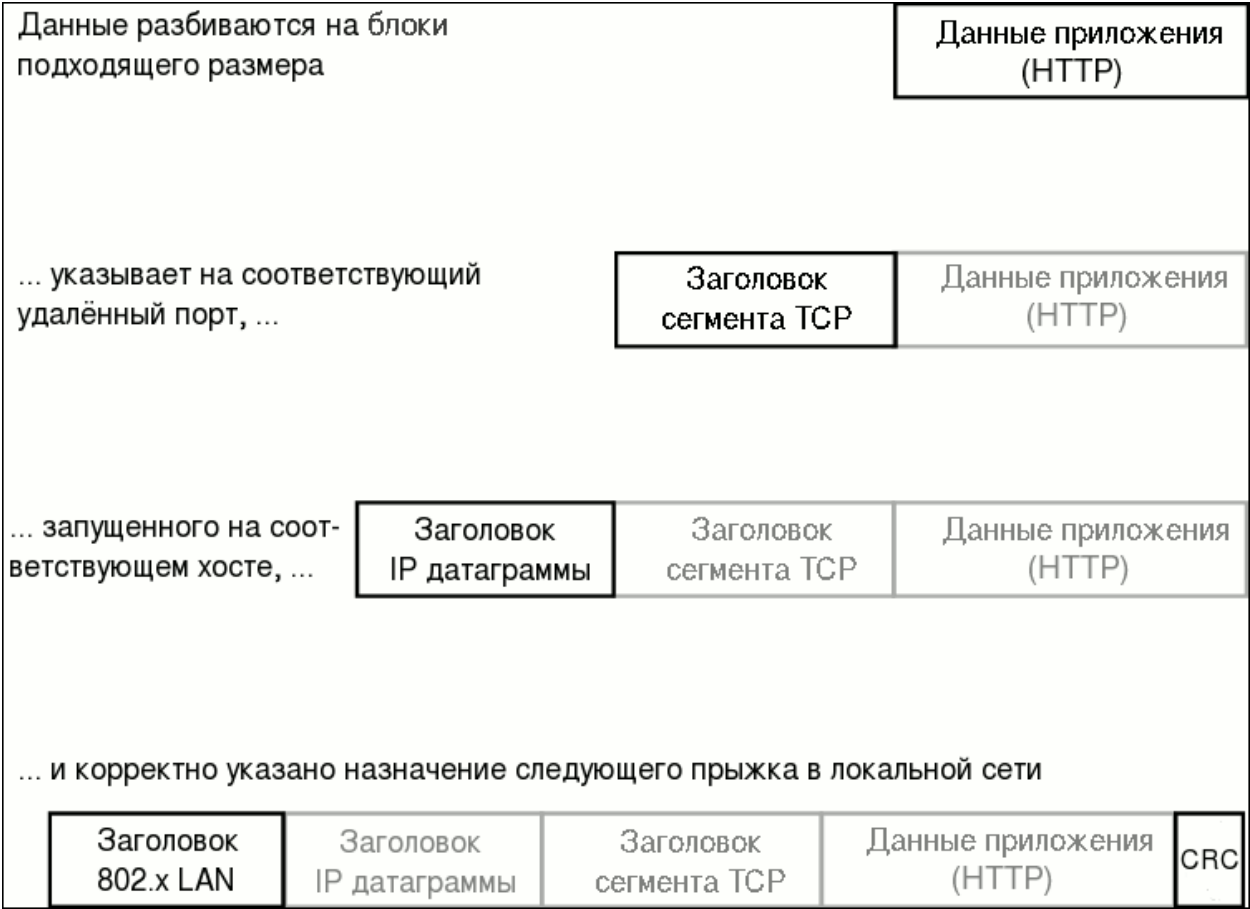 Данные разбиваются на блоки
подходящего размера
Данные приложения
(HTTP)
... указывает на соответствующий
удалённый порт, ...
Заголовок
сегмента TCP
Данные приложения
(HTTP)
... запущенного на соот-
ветствующем хосте, ...
Заголовок
IP датаграммы
Заголовок
сегмента TCP
Данные приложения
(HTTP)
... и корректно указано назначение следующего прыжка в локальной сети
Заголовок
802.x LAN
Заголовок
IP датаграммы
Заголовок
сегмента TCP
Данные приложения
(HTTP)
CRC